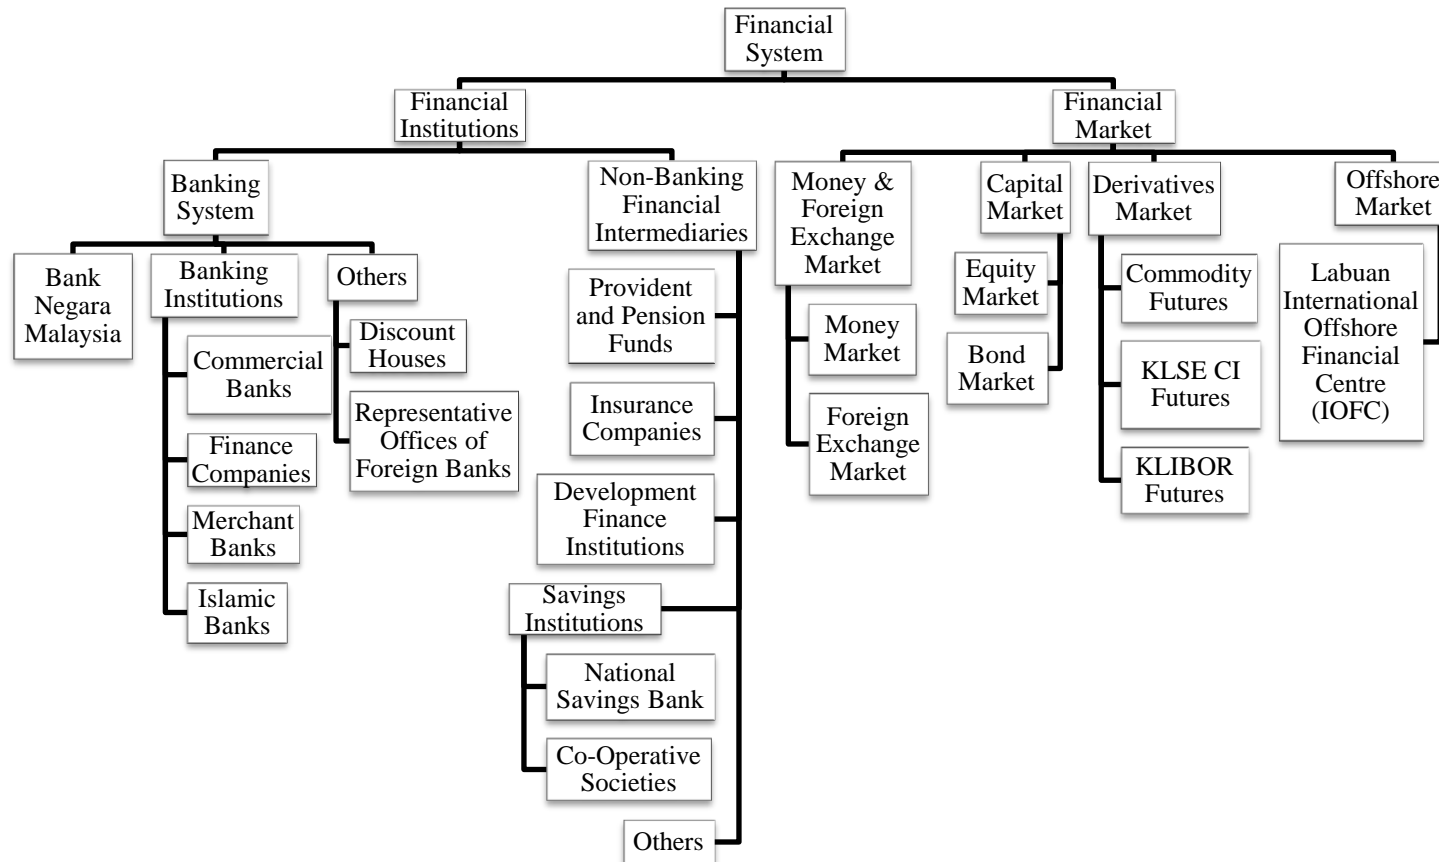 Financial
System
Financial
Institutions
Financial
Market
Banking
System
Non-Banking
Financial
Intermediaries
Money &
Foreign
Exchange
Market
Capital
Market
Derivatives
Market
Offshore
Market
Bank
Negara
Malaysia
Banking
Institutions
Others
Commercial
Banks
Finance
Companies
Merchant
Banks
Islamic
Banks
Discount
Houses
Representative
Offices of
Foreign Banks
Provident
and Pension
Funds
Insurance
Companies
Development
Finance
Institutions
Savings
Institutions
National
Savings Bank
Co-Operative
Societies
Others
Money
Market
Foreign
Exchange
Market
Equity
Market
Bond
Market
Commodity
Futures
KLSE CI
Futures
KLIBOR
Futures
Labuan
International
Offshore
Financial
Centre
(IOFC)